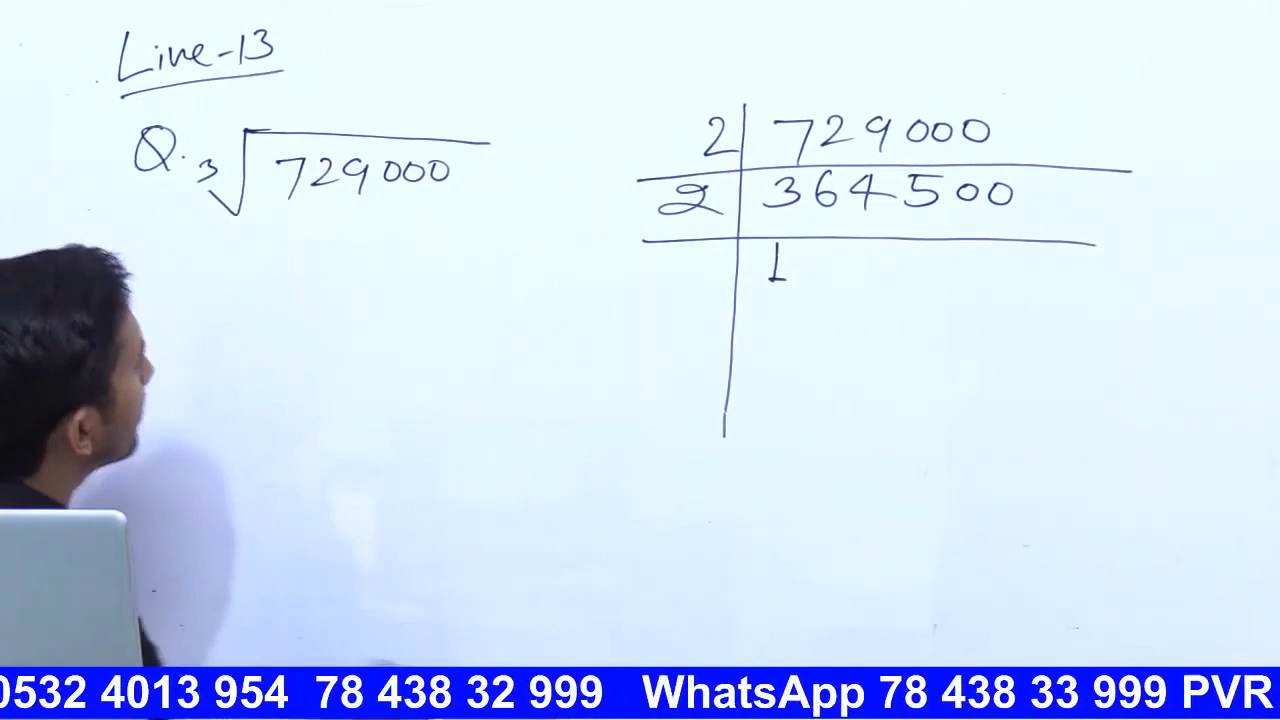 Live-13
Q. 3√729000
2 | 729000
2 | 364500
1
0532 4013 954 78 438 32 999 WhatsApp 78 438 33 999 PVR